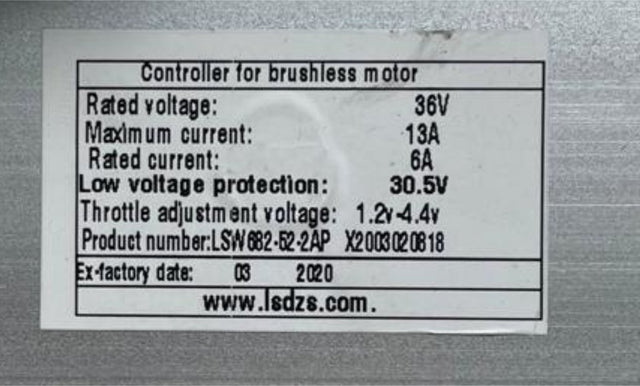 Controller for brushless motor
Rated voltage: 36V
Maximum current: 13A
Rated current: 6A
Low voltage protection: 30.5V
Throttle adjustment voltage: 1.2v-4.4v
Product number:LSW682-52-2AP X2003020818
Ex-factory date: 03 2020
www.lsdzs.com.